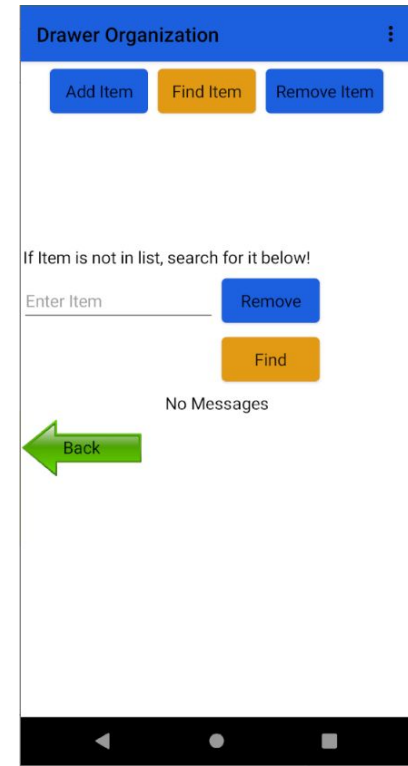 Drawer Organization
Add Item Find Item Remove Item
If Item is not in list, search for it below!
Enter Item Remove
Find
No Messages
Back